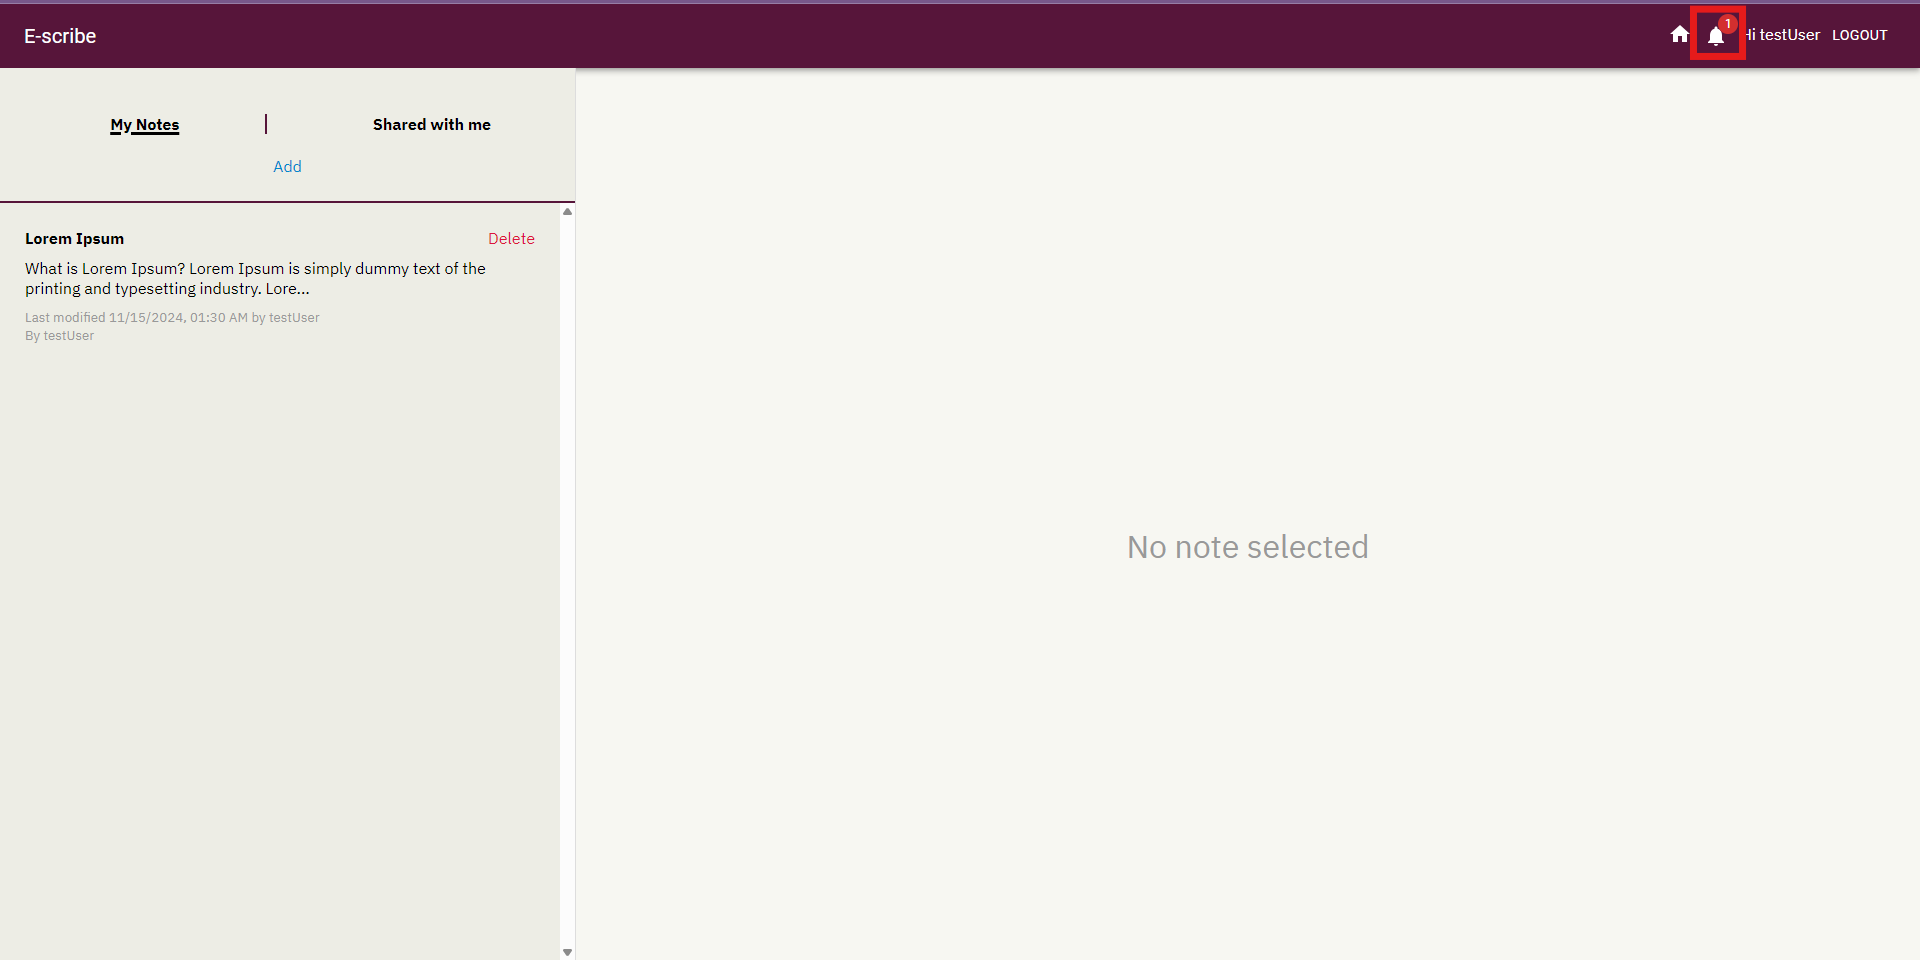 E-scribe
1
Hi testUser
LOGOUT
My Notes
Shared with me
Add
Lorem Ipsum
Delete
What is Lorem Ipsum? Lorem Ipsum is simply dummy text of the
printing and typesetting industry. Lore...
Last modified 11/15/2024, 01:30 AM by testUser
By testUser
No note selected